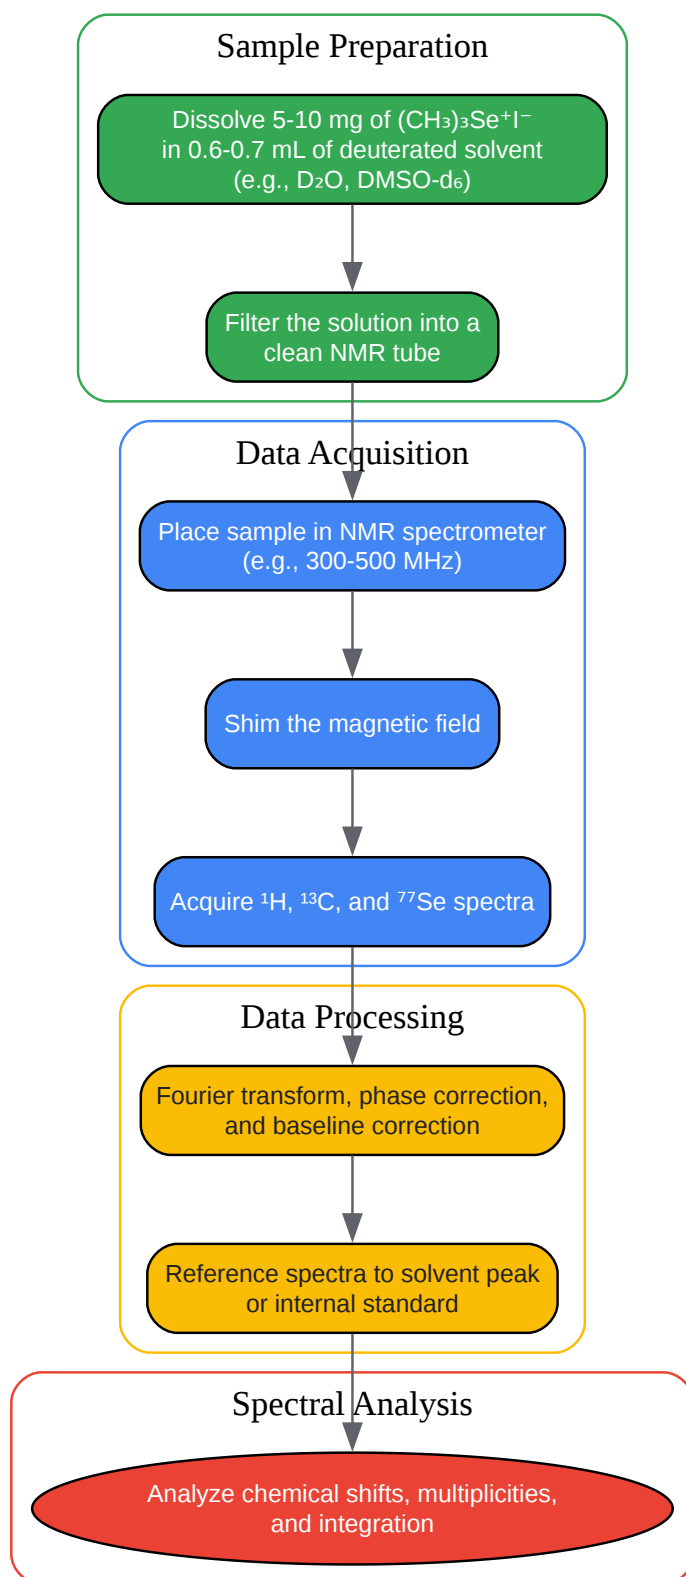 Sample Preparation
Dissolve 5-10 mg of (CH₃)₃Se⁺I⁻
in 0.6-0.7 mL of deuterated solvent
(e.g., D₂O, DMSO-d₆)
Filter the solution into a
clean NMR tube
Data Acquisition
Place sample in NMR spectrometer
(e.g., 300-500 MHz)
Shim the magnetic field
Acquire ¹H, ¹³C, and ⁷⁷Se spectra
Data Processing
Fourier transform, phase correction,
and baseline correction
Reference spectra to solvent peak
or internal standard
Spectral Analysis
Analyze chemical shifts, multiplicities,
and integration